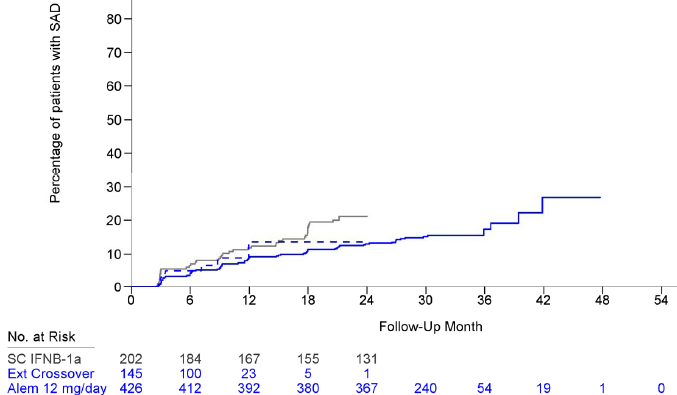 Percentage of patients with SAD
80
70
60
50
40
30
20
10
0
0 6 12 18 24 30 36 42 48 54
Follow-Up Month
No. at Risk
SC IFNB-1a 202 184 167 155 131
Ext Crossover 145 100 23 5 1
Alem 12 mg/day 426 412 392 380 367 240 54 19 1 0